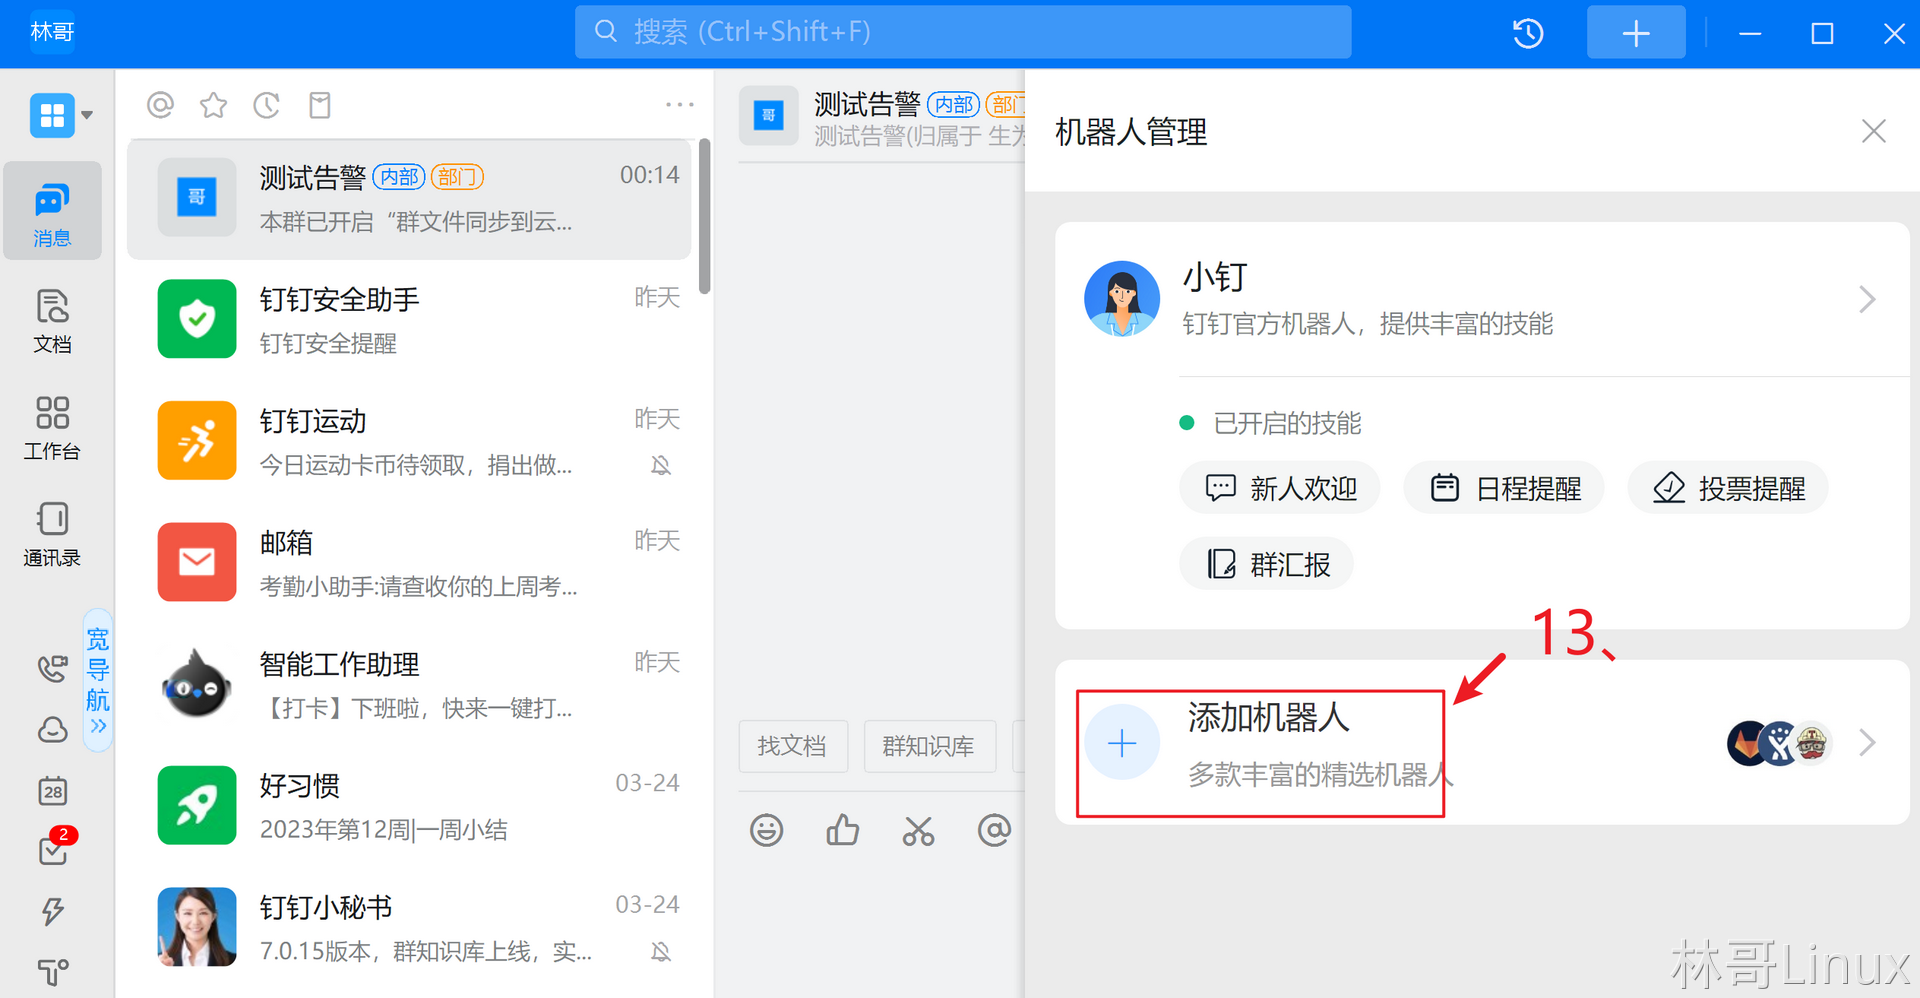 林哥
搜索 (Ctrl+Shift+F)
消息
文档
工作台
通讯录
宽导航
28
2
测试告警 内部 部门 00:14
哥
本群已开启“群文件同步到云...
钉钉安全助手 昨天
钉钉安全提醒
钉钉运动 昨天
今日运动卡币待领取，捐出做...
邮箱 昨天
考勤小助手:请查收你的上周考...
智能工作助理 昨天
【打卡】下班啦，快来一键打...
好习惯 03-24
2023年第12周|一周小结
钉钉小秘书 03-24
7.0.15版本，群知识库上线，实...
哥
测试告警 内部 部门
测试告警(归属于 生为
找文档 群知识库
机器人管理
小钉
钉钉官方机器人，提供丰富的技能
已开启的技能
新人欢迎 日程提醒 投票提醒
群汇报
13、
添加机器人
多款丰富的精选机器人
林哥Linux